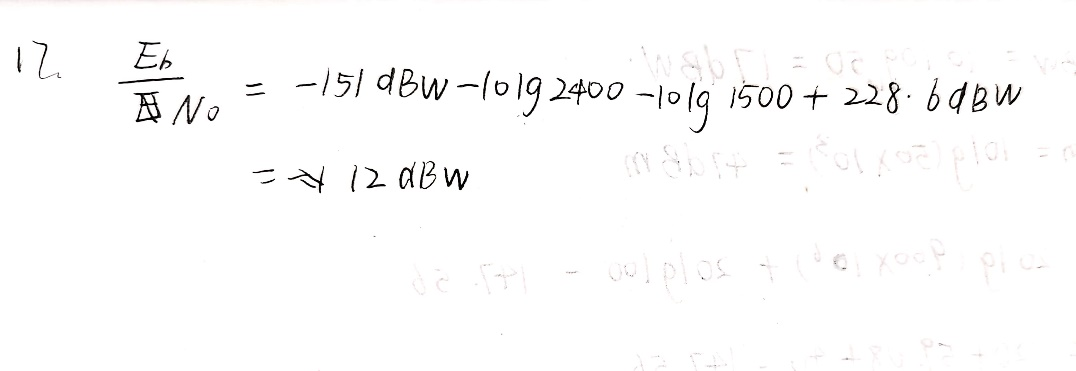 12. Eb/No = -151 dBW - 10lg 2400 - 10lg 1500 + 228.6 dBW
= 12 dBW